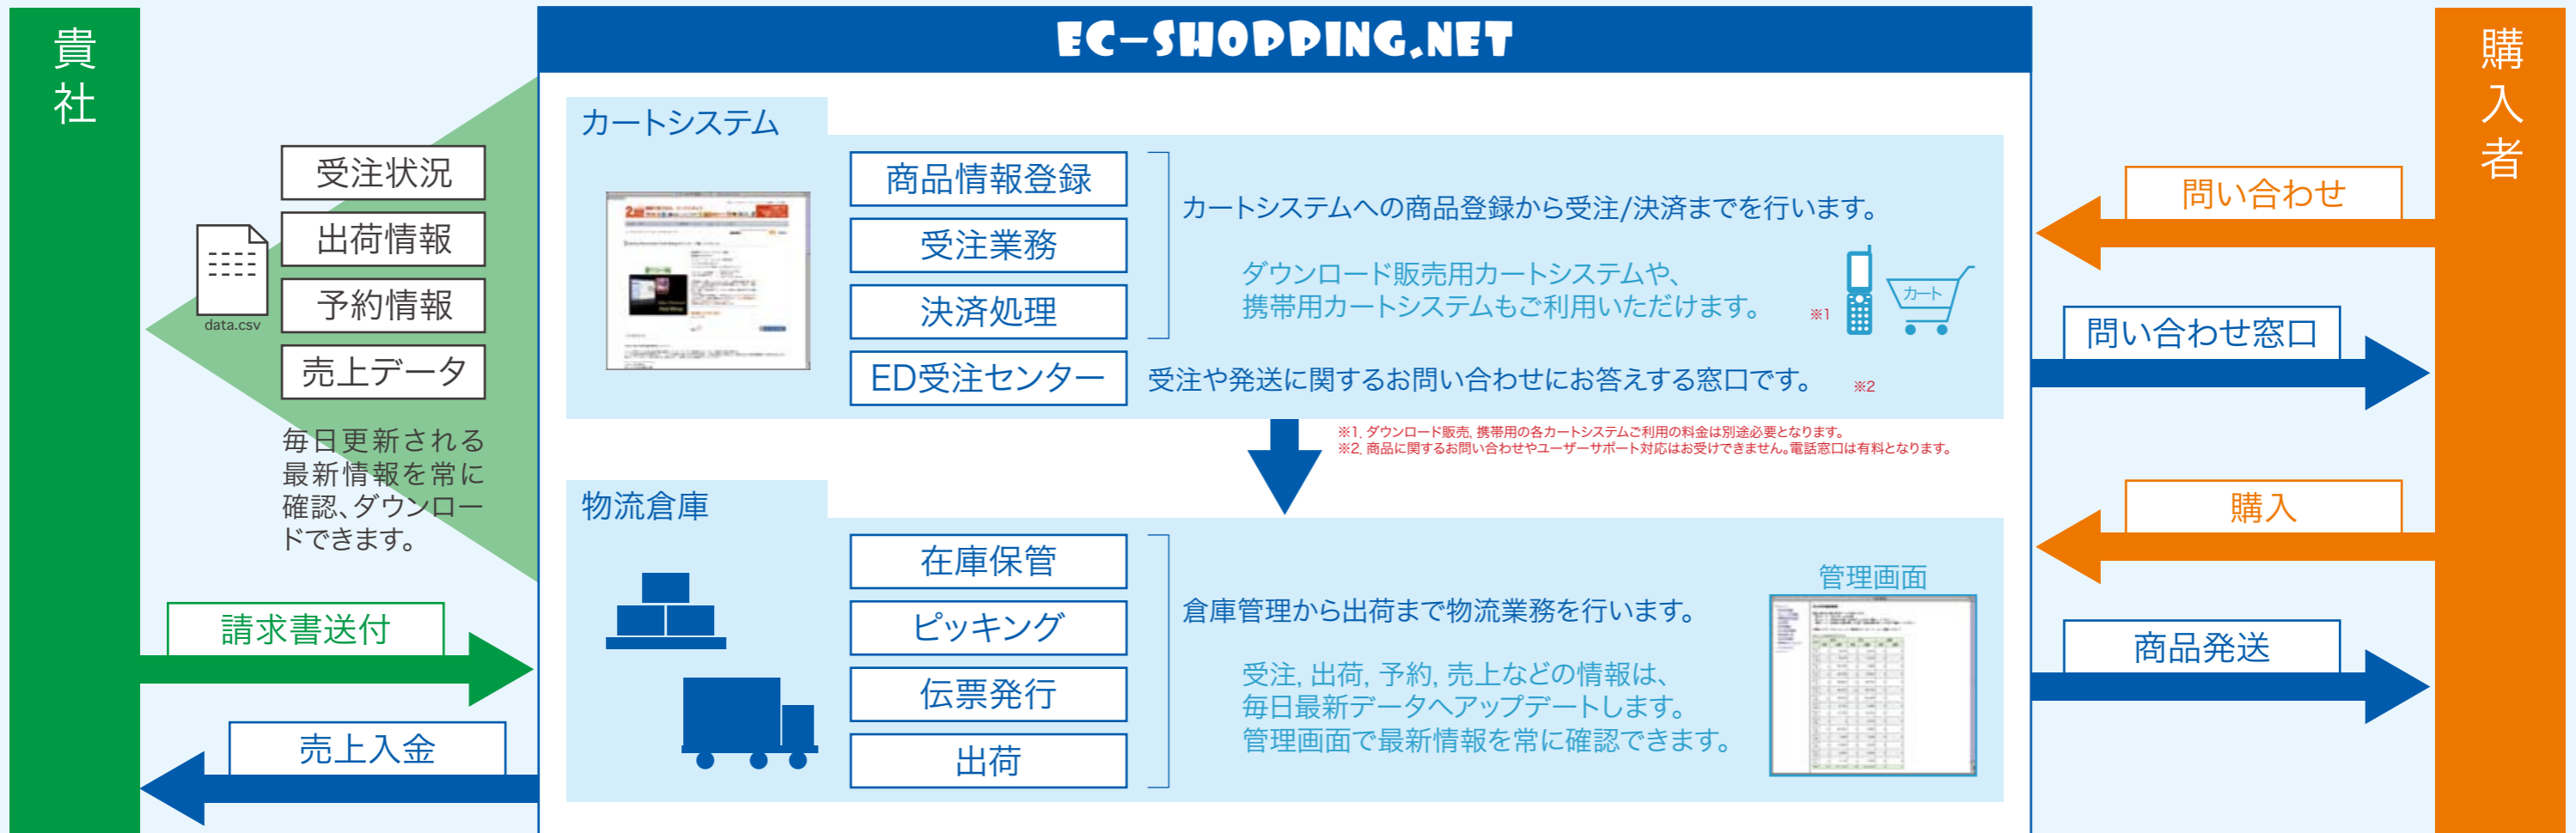 貴社
EC-SHOPPING.NET
購入者
受注状況
出荷情報
予約情報
売上データ
data.csv
毎日更新される
最新情報を常に
確認、ダウンロー
ドできます。
請求書送付
売上入金
カートシステム
商品情報登録
受注業務
決済処理
ED受注センター
カートシステムへの商品登録から受注/決済までを行います。
ダウンロード販売用カートシステムや、
携帯用カートシステムもご利用いただけます。 ※1
カート
受注や発送に関するお問い合わせにお答えする窓口です。 ※2
※1, ダウンロード販売, 携帯用の各カートシステムご利用の料金は別途必要となります。
※2, 商品に関するお問い合わせやユーザーサポート対応はお受けできません。電話窓口は有料となります。
物流倉庫
在庫保管
ピッキング
伝票発行
出荷
倉庫管理から出荷まで物流業務を行います。
受注, 出荷, 予約, 売上などの情報は、
毎日最新データへアップデートします。
管理画面で最新情報を常に確認できます。
管理画面
問い合わせ
問い合わせ窓口
購入
商品発送